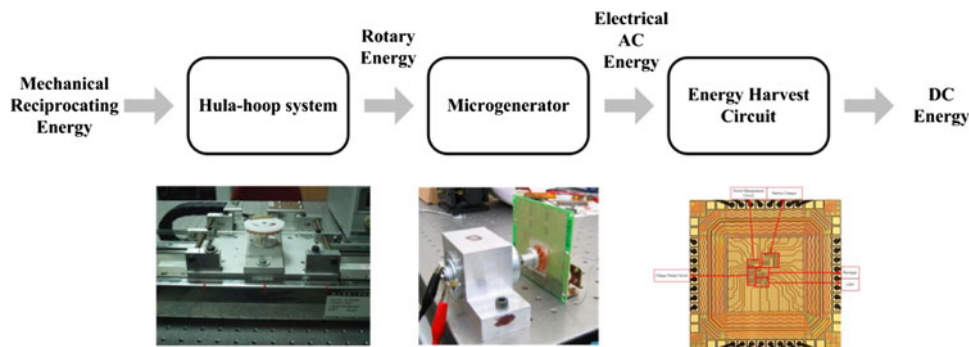 Mechanical
Reciprocating
Energy
Hula-hoop system
Rotary
Energy
Microgenerator
Electrical
AC
Energy
Energy Harvest
Circuit
DC
Energy